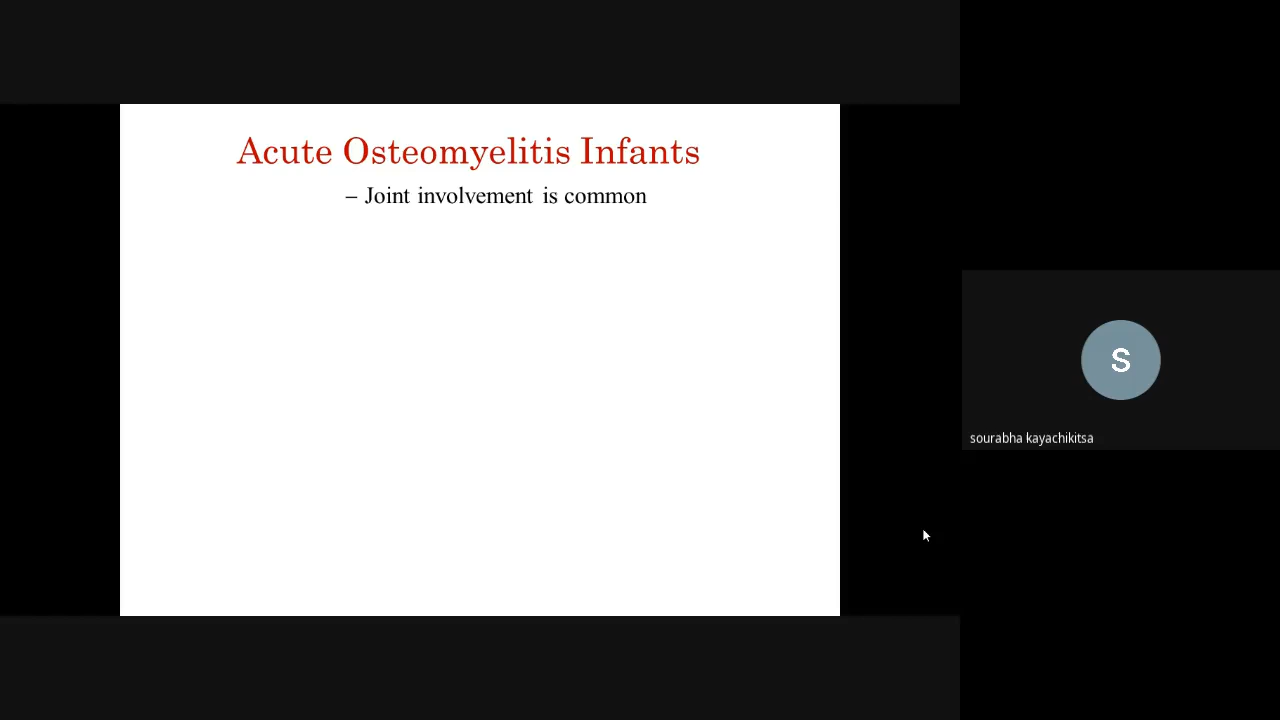 Acute Osteomyelitis Infants
– Joint involvement is common
S
sourabha kayachikitsa